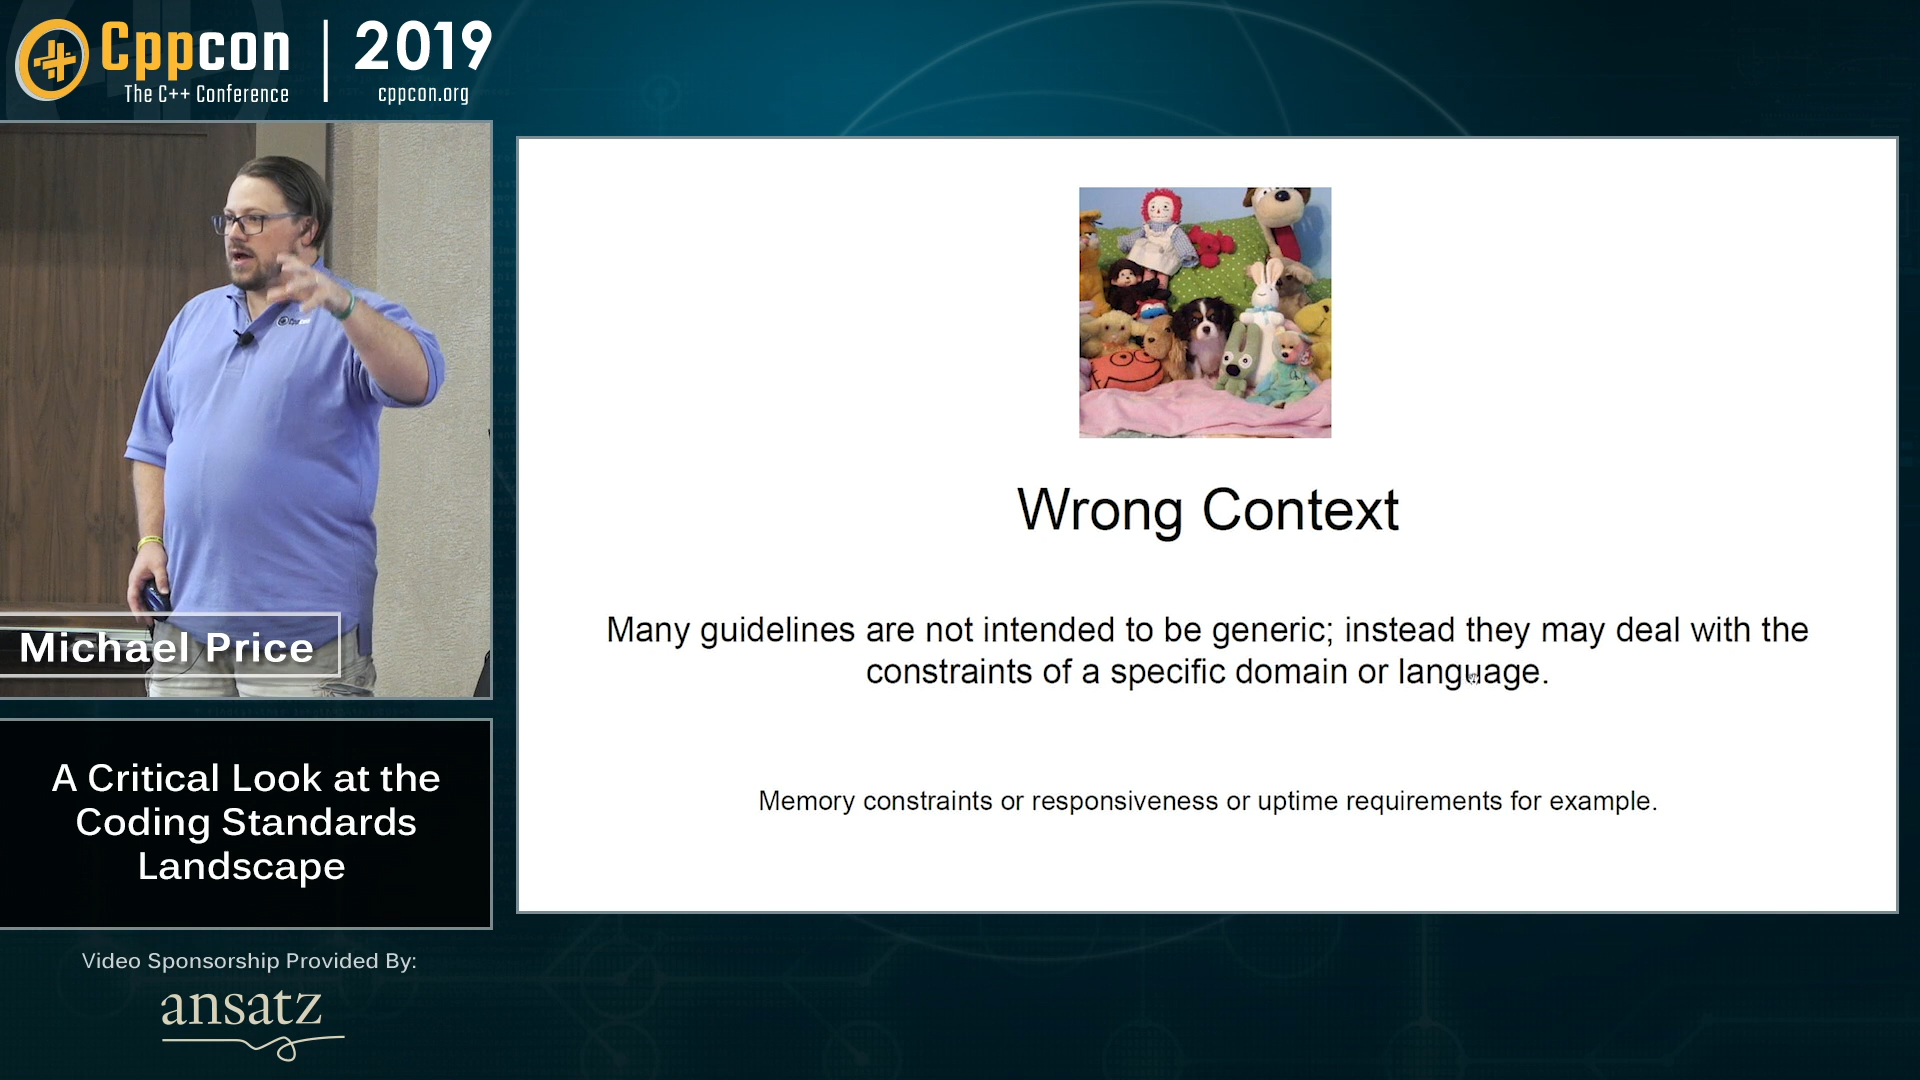 Cppcon
The C++ Conference
2019
cppcon.org
Michael Price
A Critical Look at the
Coding Standards
Landscape
Video Sponsorship Provided By:
ansatz
Wrong Context
Many guidelines are not intended to be generic; instead they may deal with the
constraints of a specific domain or language.
Memory constraints or responsiveness or uptime requirements for example.